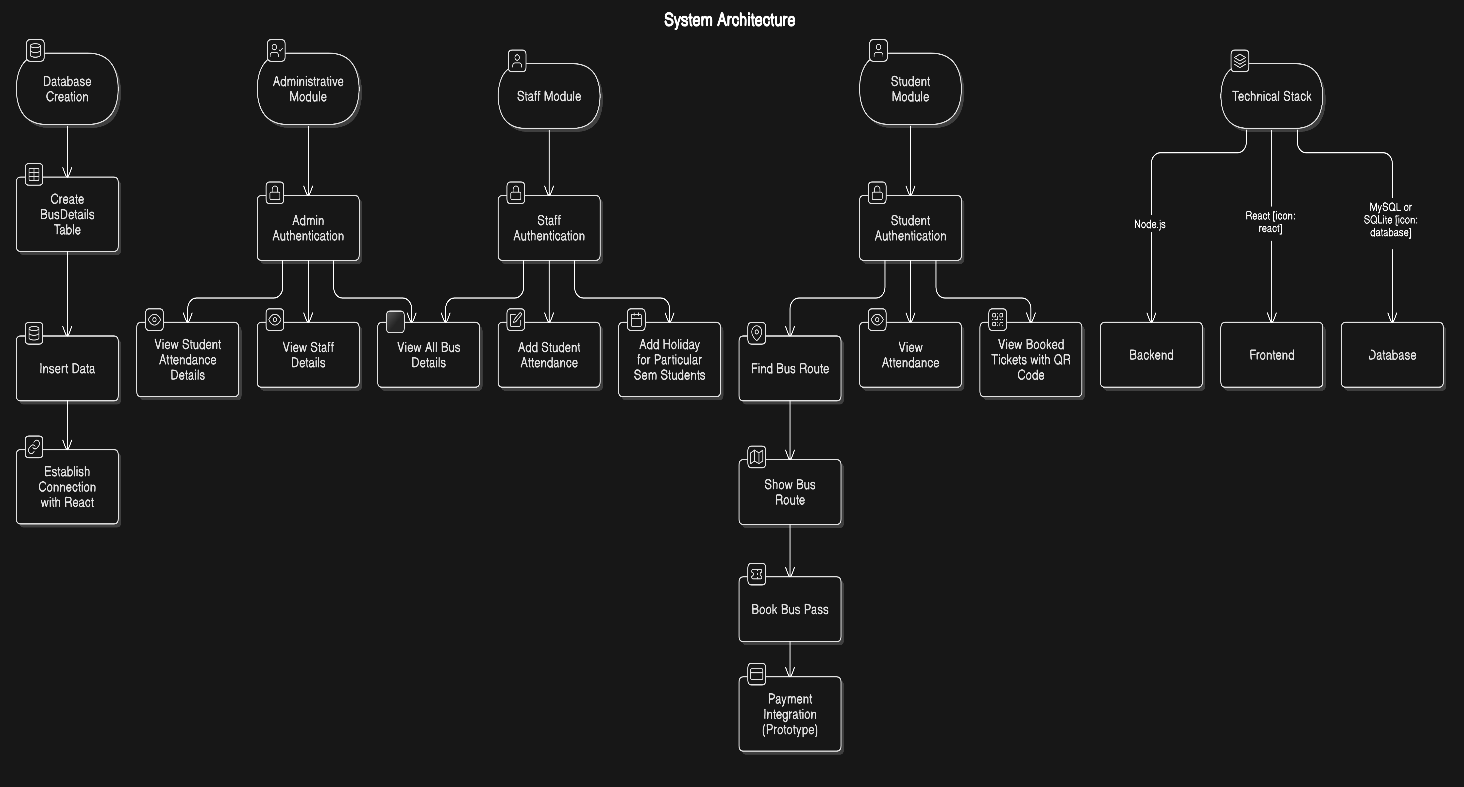 System Architecture
Database
Creation
Administrative
Module
Staff Module
Student
Module
Technical Stack
Create
BusDetails
Table
Admin
Authentication
Staff
Authentication
Student
Authentication
Node.js
React [icon:
react]
MySQL or
SQLite [icon:
database]
Insert Data
View Student
Attendance
Details
View Staff
Details
View All Bus
Details
Add Student
Attendance
Add Holiday
for Particular
Sem Students
Find Bus Route
View
Attendance
View Booked
Tickets with QR
Code
Backend
Frontend
Database
Establish
Connection
with React
Show Bus
Route
Book Bus Pass
Payment
Integration
(Prototype)